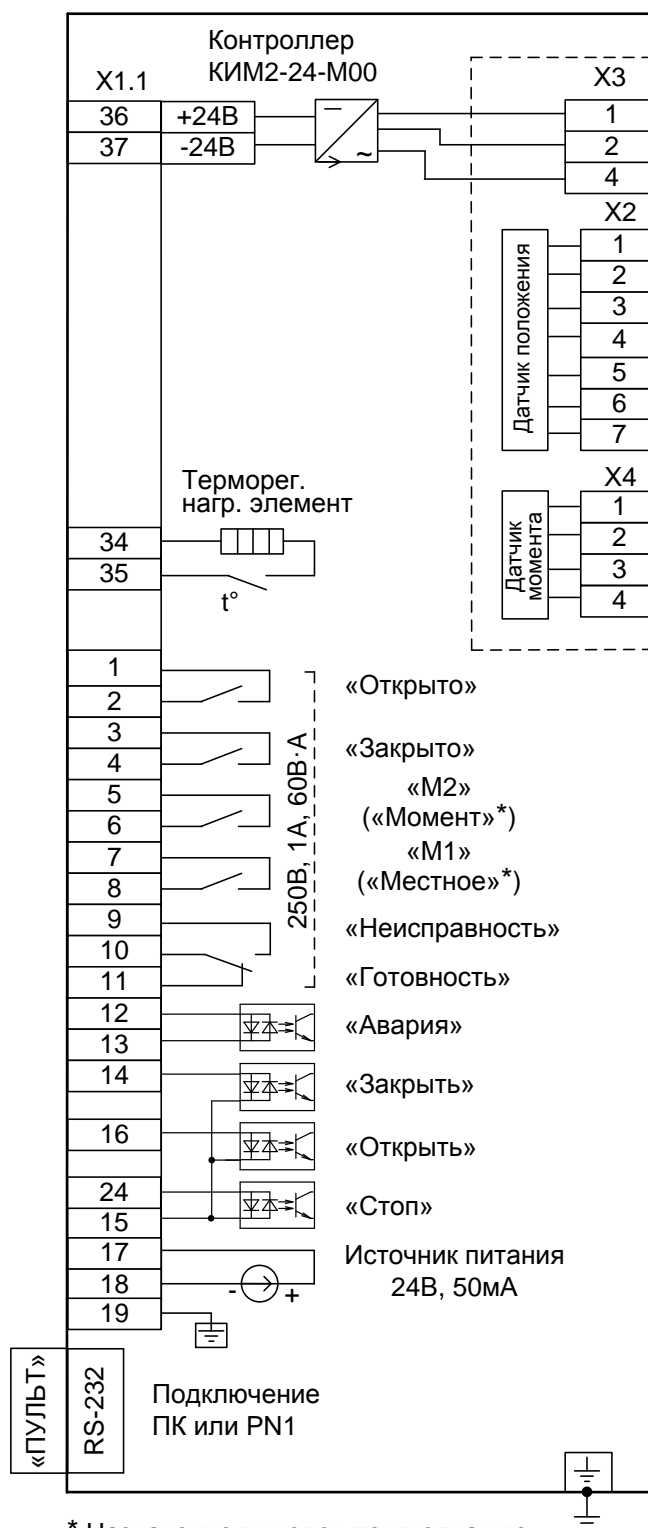 Контроллер
КИМ2-24-М00
X1.1
36 +24В
37 -24В
~
X3
1
2
4
X2
Датчик положения
1
2
3
4
5
6
7
X4
Датчик
момента
1
2
3
4
Терморег.
нагр. элемент
34
35
t°
1
2
3
4
5
6
7
8
9
10
11
12
13
14
16
24
15
17
18
19
250В, 1А, 60В·А
«Открыто»
«Закрыто»
«М2»
(«Момент»*)
«М1»
(«Местное»*)
«Неисправность»
«Готовность»
«Авария»
«Закрыть»
«Открыть»
«Стоп»
Источник питания
24В, 50мА
- +
«ПУЛЬТ»
RS-232
Подключение
ПК или PN1